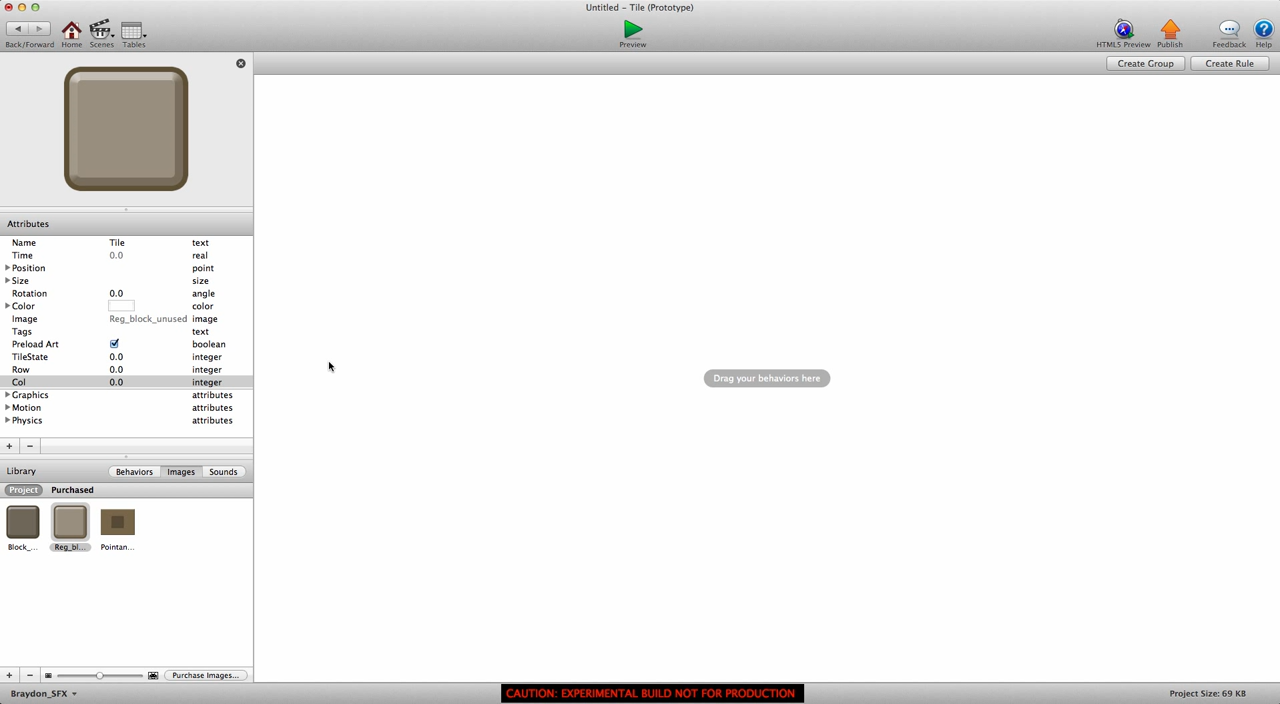 Untitled – Tile (Prototype)
Back/Forward Home Scenes Tables Preview HTML5 Preview Publish Feedback Help
Create Group Create Rule
Attributes
Name Tile text
Time 0.0 real
Position point
Size size
Rotation 0.0 angle
Color color
Image Reg_block_unused image
Tags text
Preload Art boolean
TileState 0.0 integer
Row 0.0 integer
Col 0.0 integer
Graphics attributes
Motion attributes
Physics attributes
Drag your behaviors here
Library Behaviors Images Sounds
Project Purchased
Block_... Reg_bl... Pointan...
Purchase Images...
Braydon_SFX
CAUTION: EXPERIMENTAL BUILD NOT FOR PRODUCTION
Project Size: 69 KB